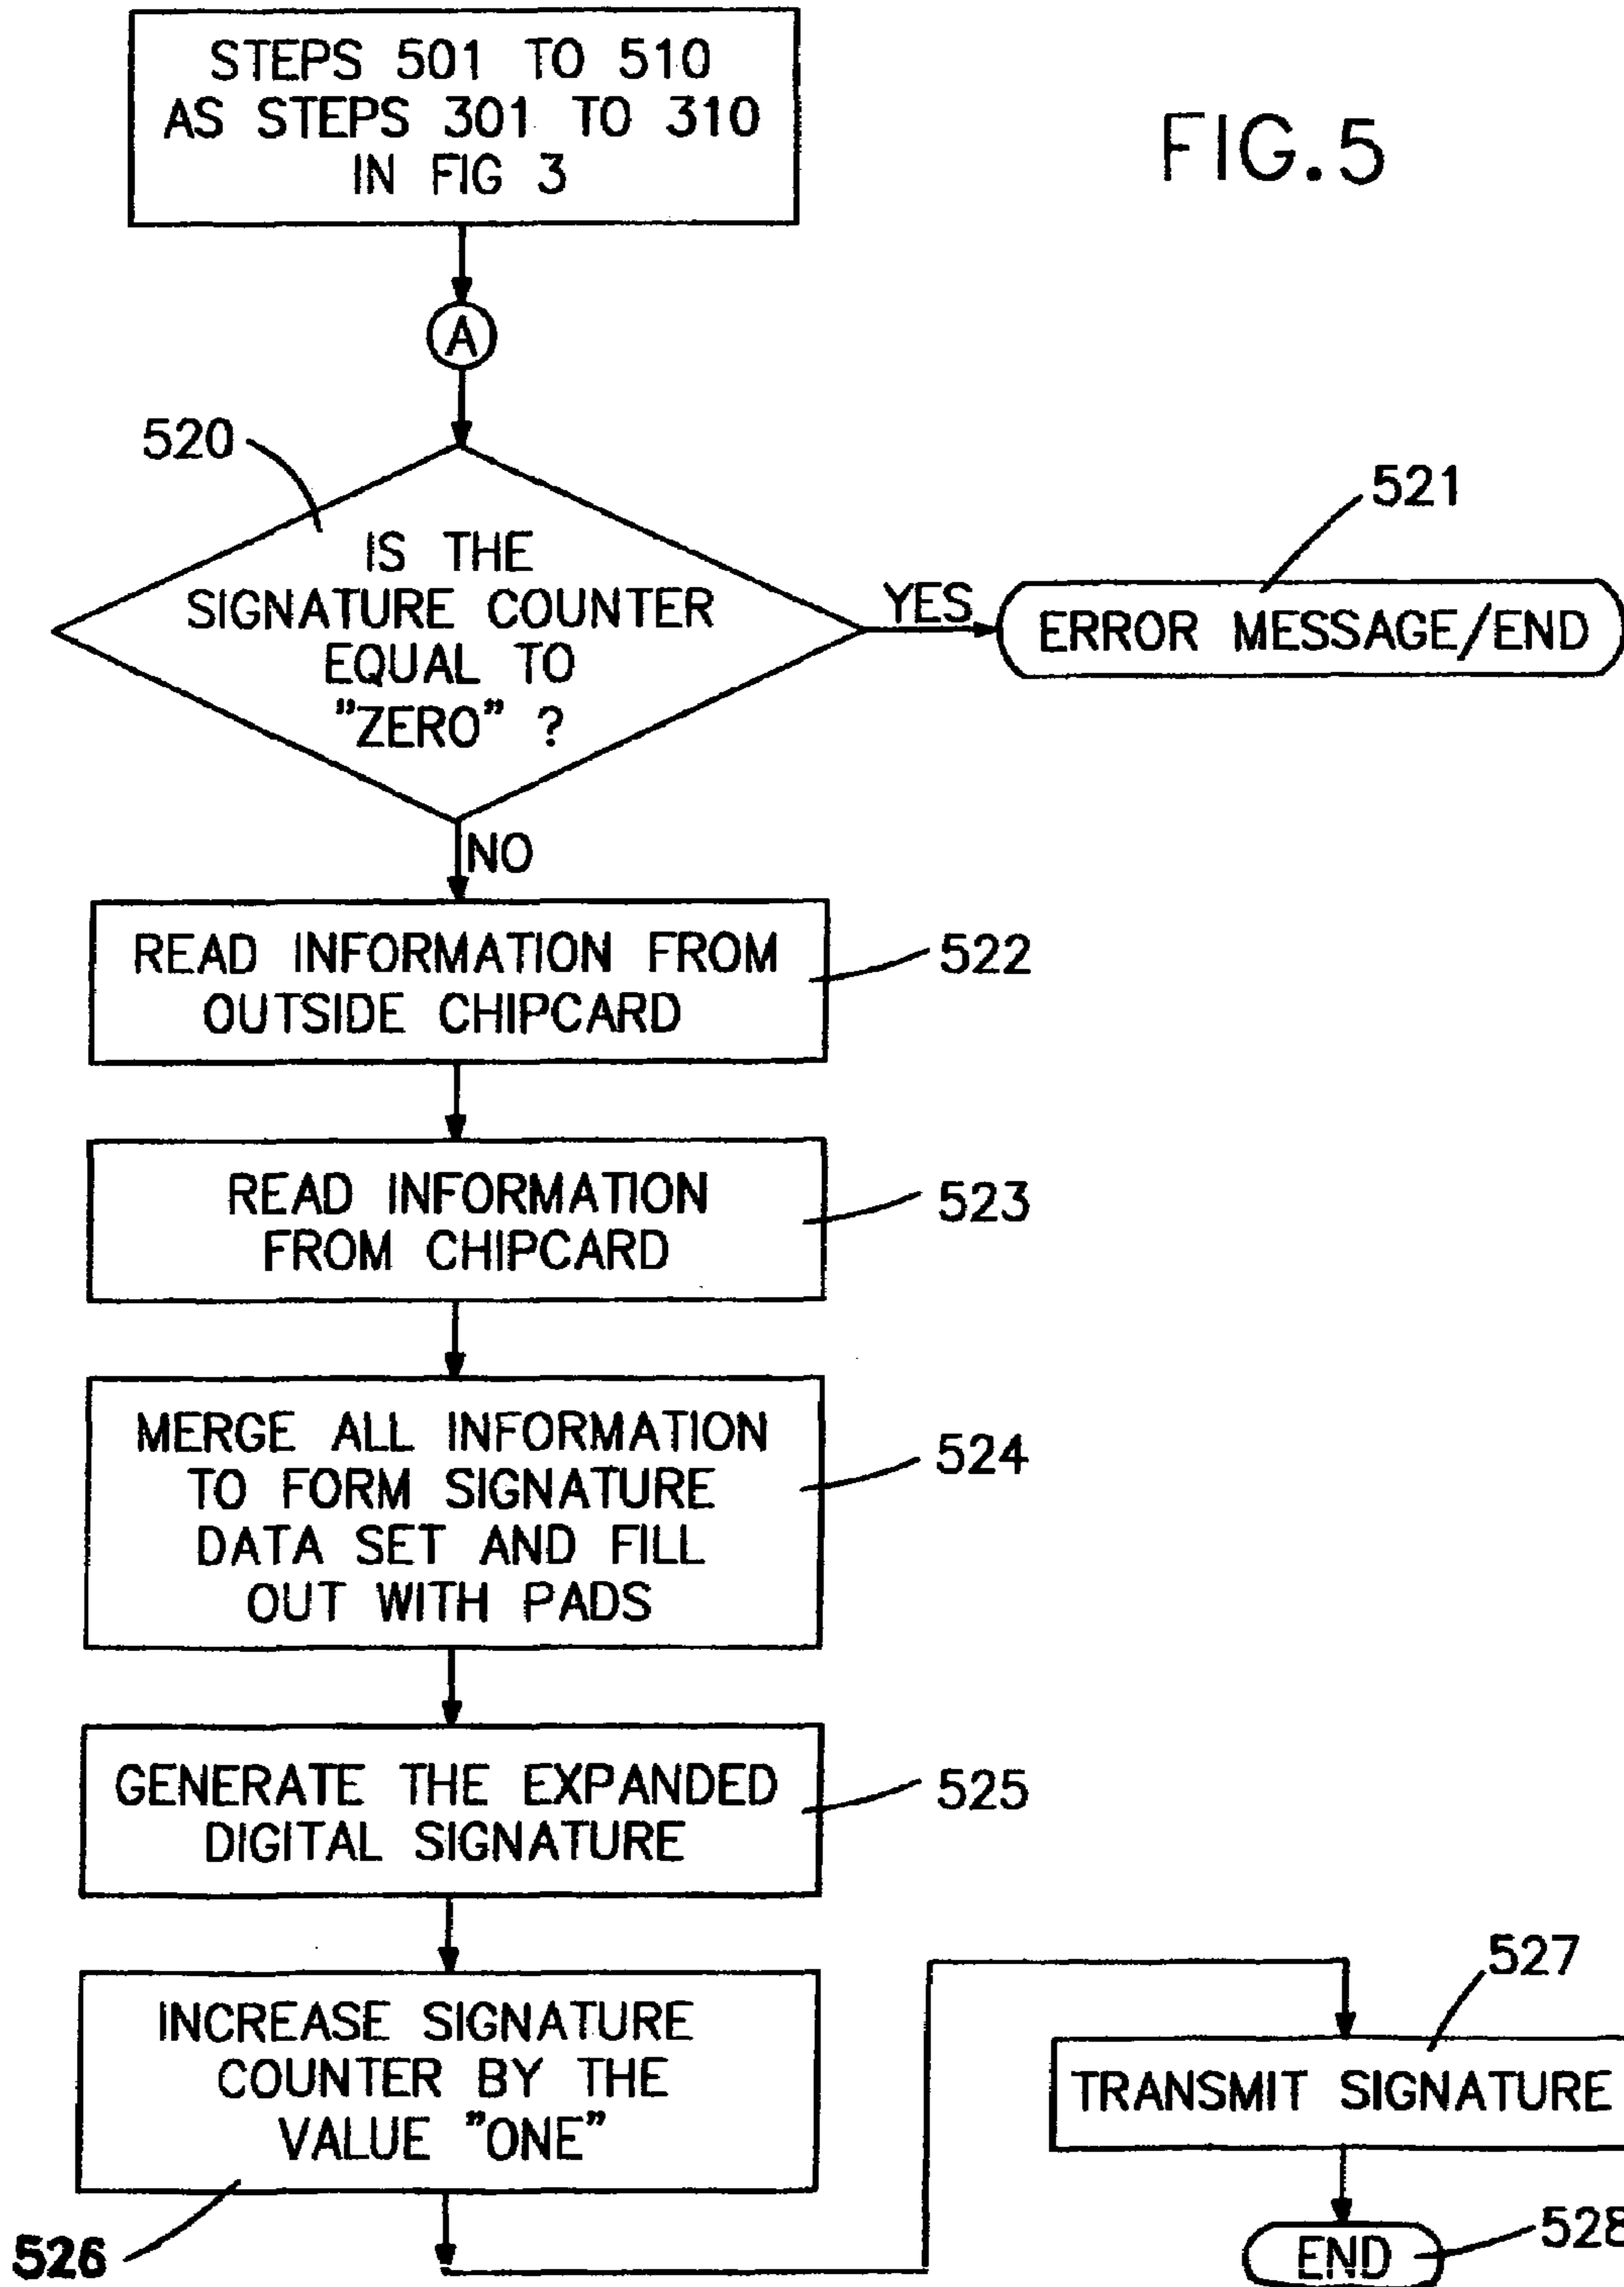 STEPS 501 TO 510
AS STEPS 301 TO 310
IN FIG 3
FIG.5
A
520
IS THE
SIGNATURE COUNTER
EQUAL TO
"ZERO" ?
YES
521
ERROR MESSAGE/END
NO
READ INFORMATION FROM
OUTSIDE CHIPCARD
522
READ INFORMATION
FROM CHIPCARD
523
MERGE ALL INFORMATION
TO FORM SIGNATURE
DATA SET AND FILL
OUT WITH PADS
524
GENERATE THE EXPANDED
DIGITAL SIGNATURE
525
INCREASE SIGNATURE
COUNTER BY THE
VALUE "ONE"
526
527
TRANSMIT SIGNATURE
END
528